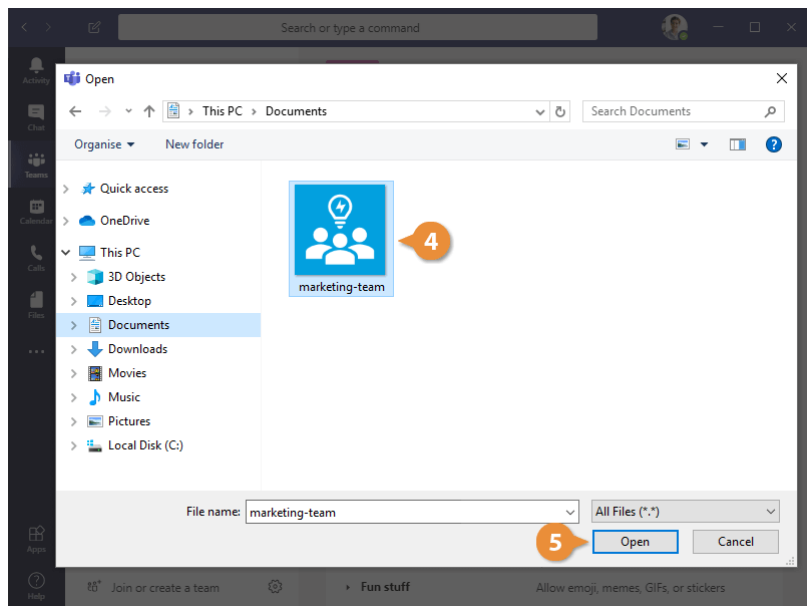 Search or type a command
Activity
Chat
Teams
Calendar
Calls
Files
Apps
Help
Open
This PC > Documents
Search Documents
Organise
New folder
Quick access
OneDrive
This PC
3D Objects
Desktop
Documents
Downloads
Movies
Music
Pictures
Local Disk (C:)
marketing-team
4
File name: marketing-team
All Files (*.*)
5
Open
Cancel
Join or create a team
Fun stuff
Allow emoji, memes, GIFs, or stickers